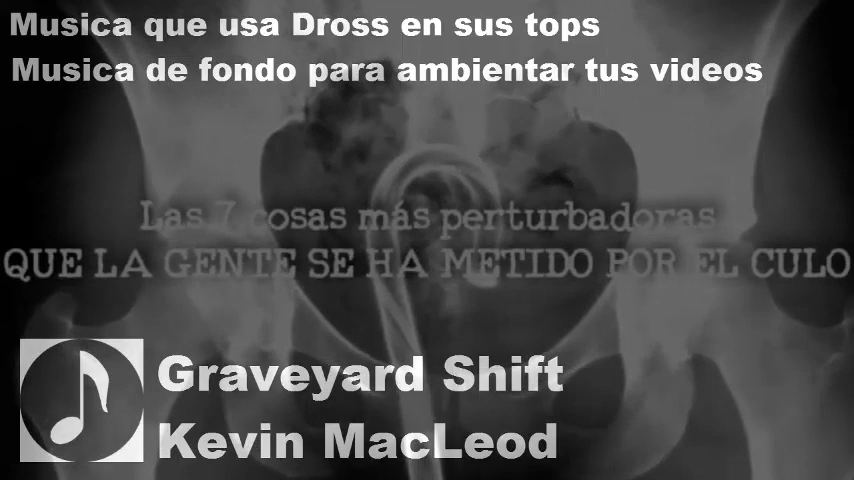 Musica que usa Dross en sus tops
Musica de fondo para ambientar tus videos
Las 7 cosas más perturbadoras
QUE LA GENTE SE HA METIDO POR EL CULO
Graveyard Shift
Kevin MacLeod